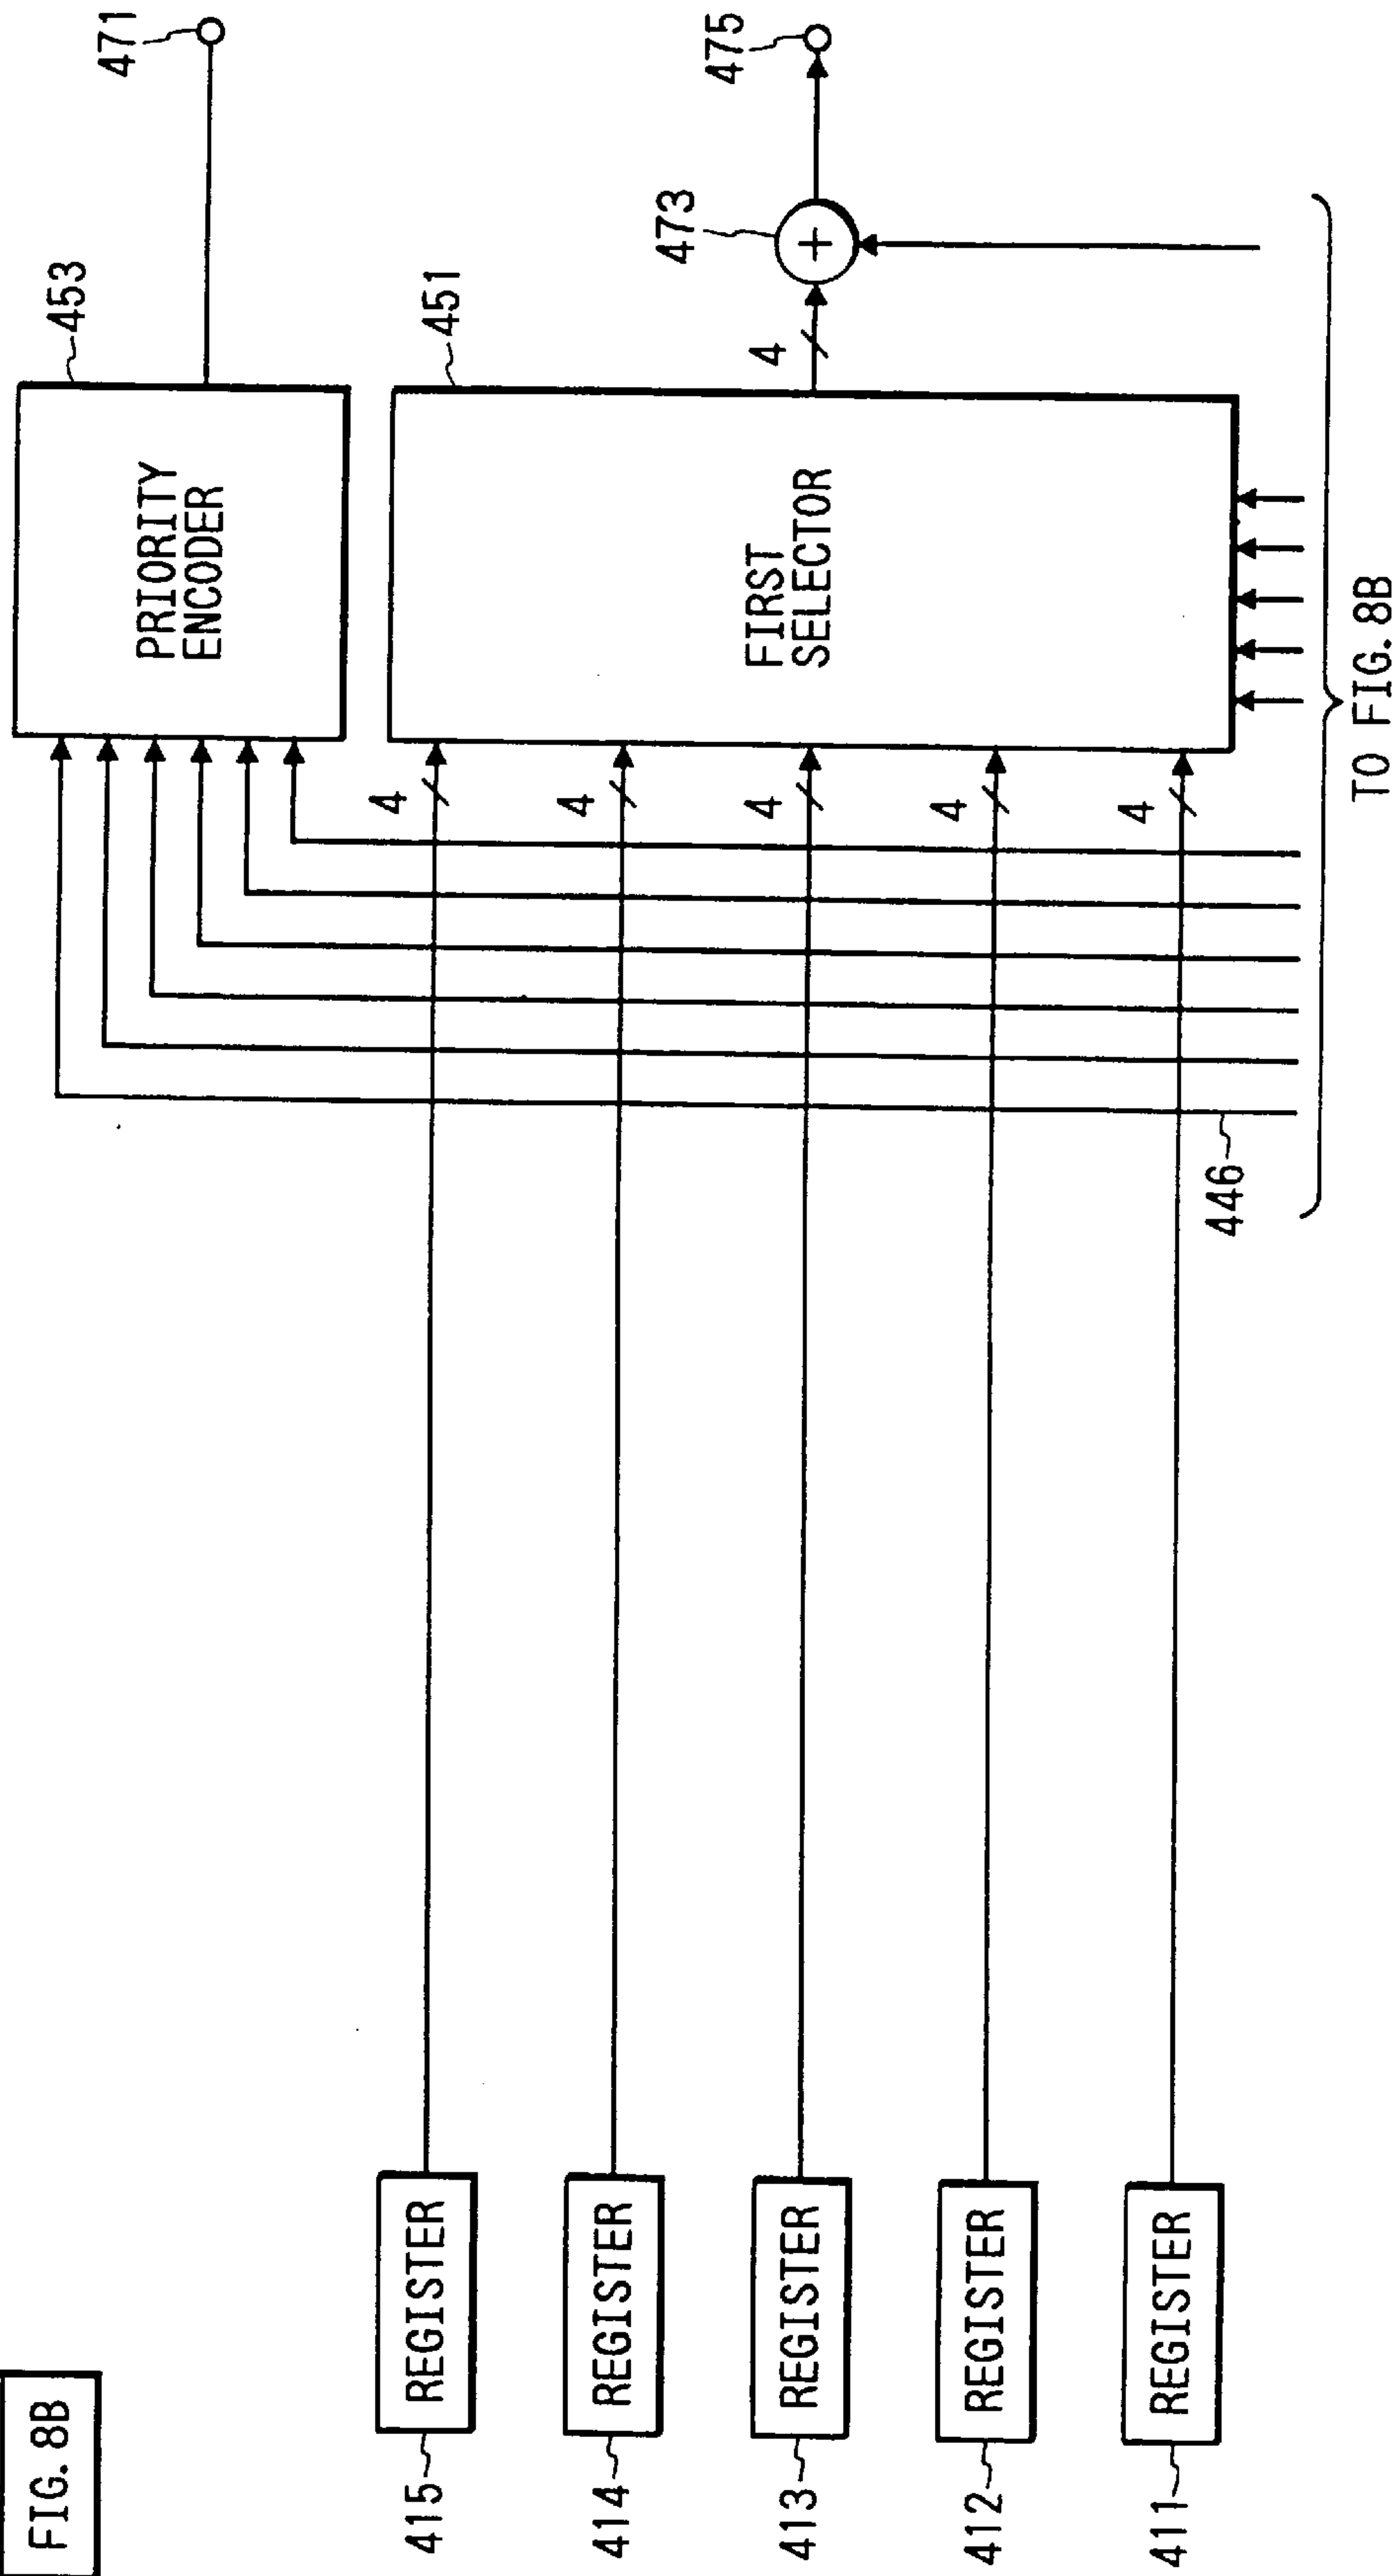 FIG. 8B
453
471
PRIORITY
ENCODER
415
REGISTER
4
451
473
475
FIRST
SELECTOR
4
414
REGISTER
4
413
REGISTER
4
412
REGISTER
4
411
REGISTER
4
446
TO FIG. 8B